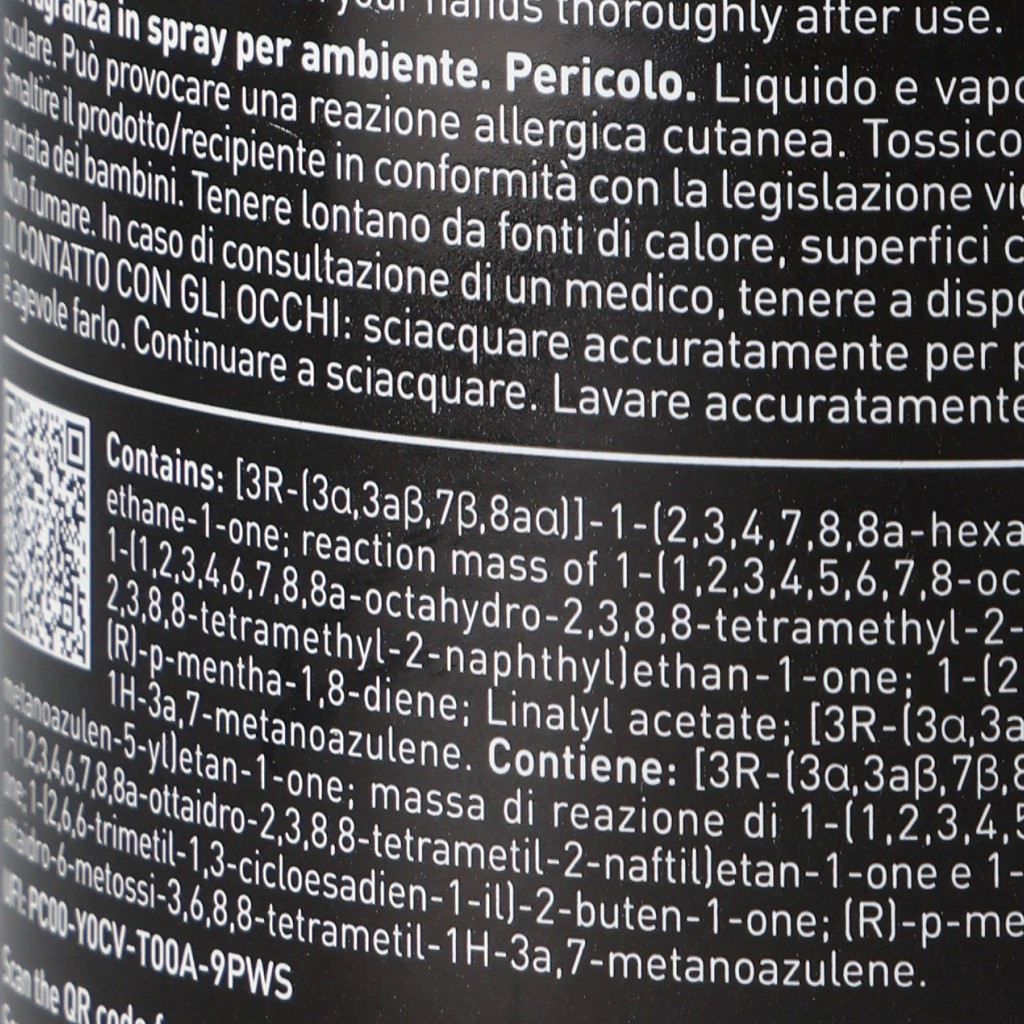 your hands thoroughly after use.
in spray per ambiente. Pericolo. Liquido e
oculare. Può provocare una reazione allergica cutanea. Tossico
Smaltire il prodotto/recipiente in conformità con la legislazione
portata dei bambini. Tenere lontano da fonti di calore, superfici
Non fumare. In caso di consultazione di un medico, tenere a
DI CONTATTO CON GLI OCCHI: sciacquare accuratamente per
è agevole farlo. Continuare a sciacquare. Lavare accuratamente
Contains: [3R-(3α,3aβ,7β,8aα)]-1-(2,3,4,7,8,8a-hexa
ethane-1-one; reaction mass of 1-(1,2,3,4,5,6,7,8-oc
1-(1,2,3,4,6,7,8,8a-octahydro-2,3,8,8-tetramethyl-2-
2,3,8,8-tetramethyl-2-naphthyl)ethan-1-one; 1-(2
(R)-p-mentha-1,8-diene; Linalyl acetate; [3R-(3α,3a
1H-3a,7-metanoazulene. Contiene: [3R-(3α,3aβ,7β,8
metanoazulen-5-yl)etan-1-one; massa di reazione di 1-(1,2,3,4,5
1-(1,2,3,4,6,7,8,8a-ottaidro-2,3,8,8-tetrametil-2-naftil)etan-1-one e 1-
one; 1-(2,6,6-trimetil-1,3-cicloesadien-1-il)-2-buten-1-one; (R)-p-me
ottaidro-6-metossi-3,6,8,8-tetrametil-1H-3a,7-metanoazulene.
UFI: PC00-Y0CV-T00A-9PWS
Scan the QR code